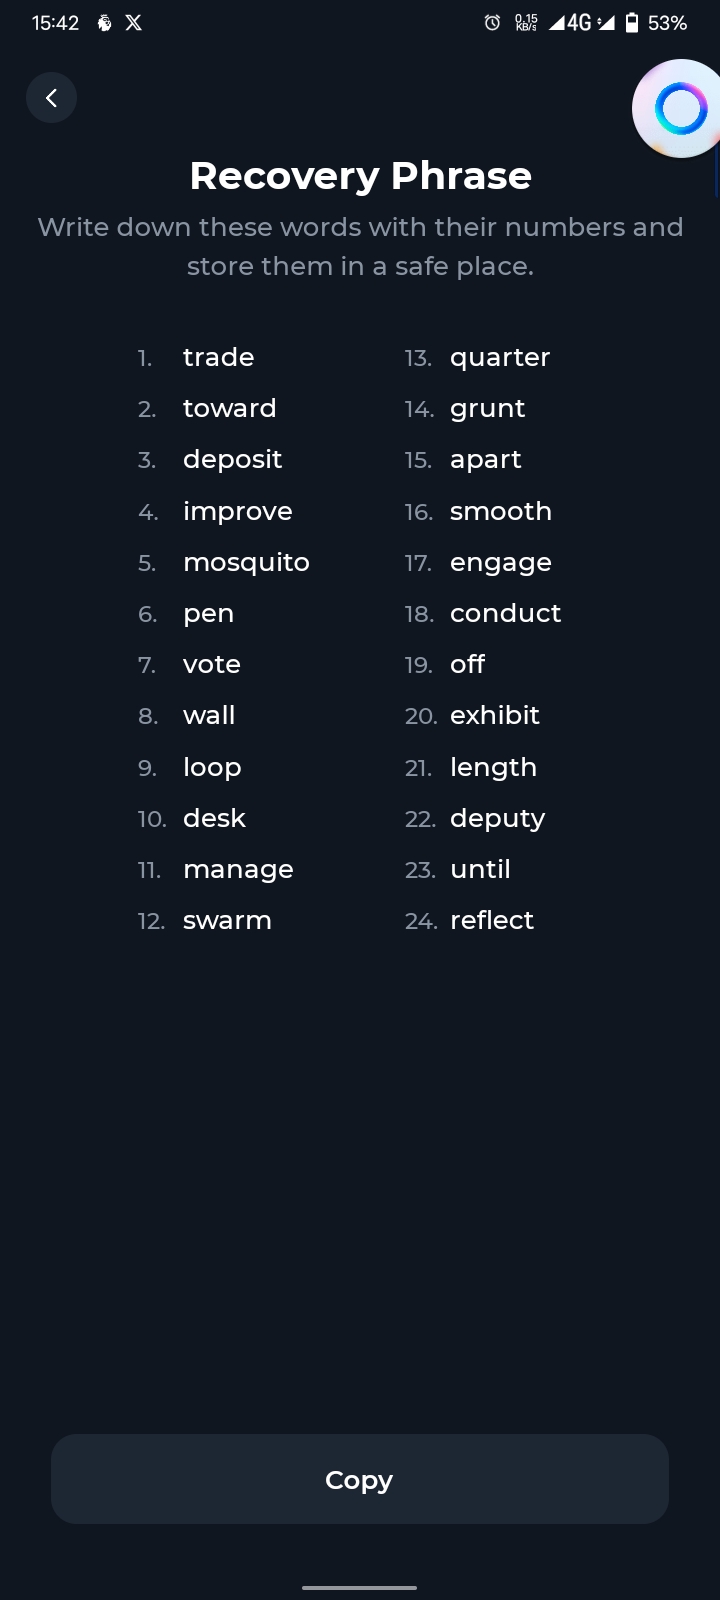 15:42 0.15 KB/s 4G 53%
Recovery Phrase
Write down these words with their numbers and
store them in a safe place.
1. trade
2. toward
3. deposit
4. improve
5. mosquito
6. pen
7. vote
8. wall
9. loop
10. desk
11. manage
12. swarm
13. quarter
14. grunt
15. apart
16. smooth
17. engage
18. conduct
19. off
20. exhibit
21. length
22. deputy
23. until
24. reflect
Copy